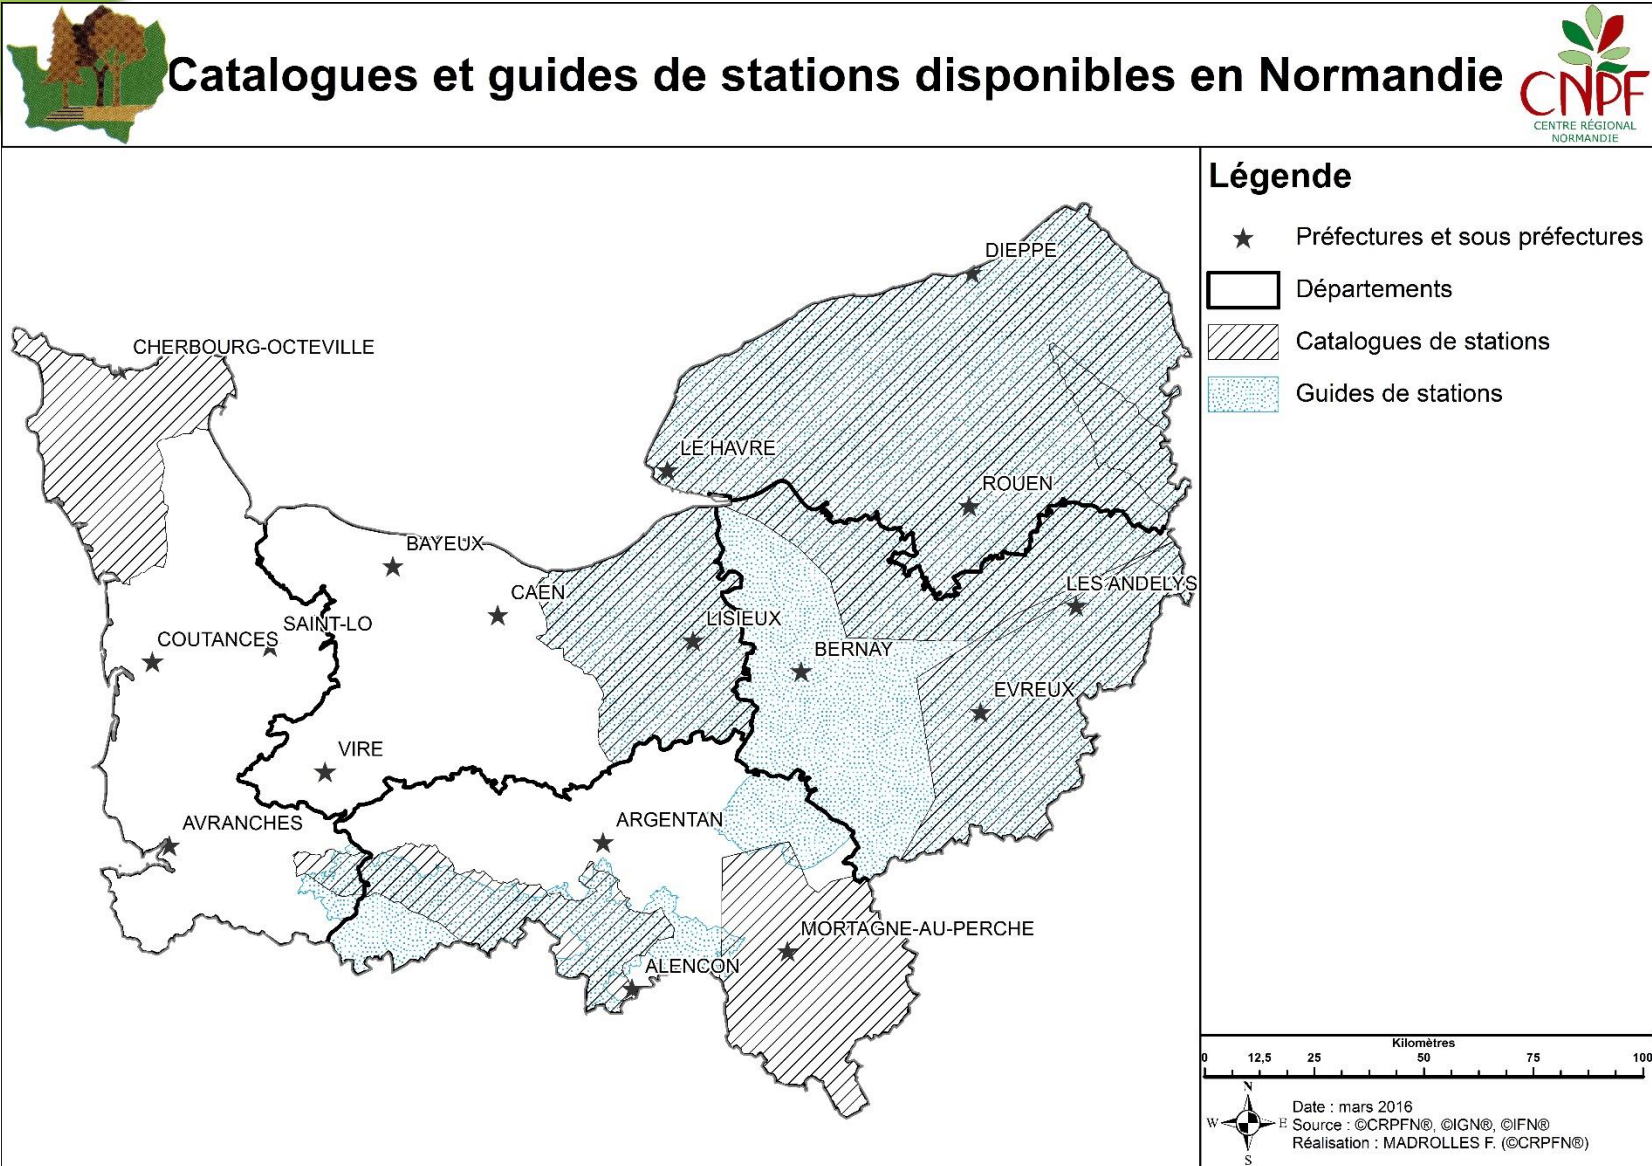 Catalogues et guides de stations disponibles en Normandie
CNPF
CENTRE RÉGIONAL
NORMANDIE
Légende
Préfectures et sous préfectures
Départements
Catalogues de stations
Guides de stations
DIEPPE
CHERBOURG-OCTEVILLE
LE HAVRE
ROUEN
BAYEUX
CAEN
LES ANDELYS
LISIEUX
SAINT-LO
COUTANCES
BERNAY
EVREUX
VIRE
AVRANCHES
ARGENTAN
MORTAGNE-AU-PERCHE
ALENCON
Kilomètres
0 12,5 25 50 75 100
N
W E
S
Date : mars 2016
Source : ©CRPFN®, ©IGN®, ©IFN®
Réalisation : MADROLLES F. (©CRPFN®)